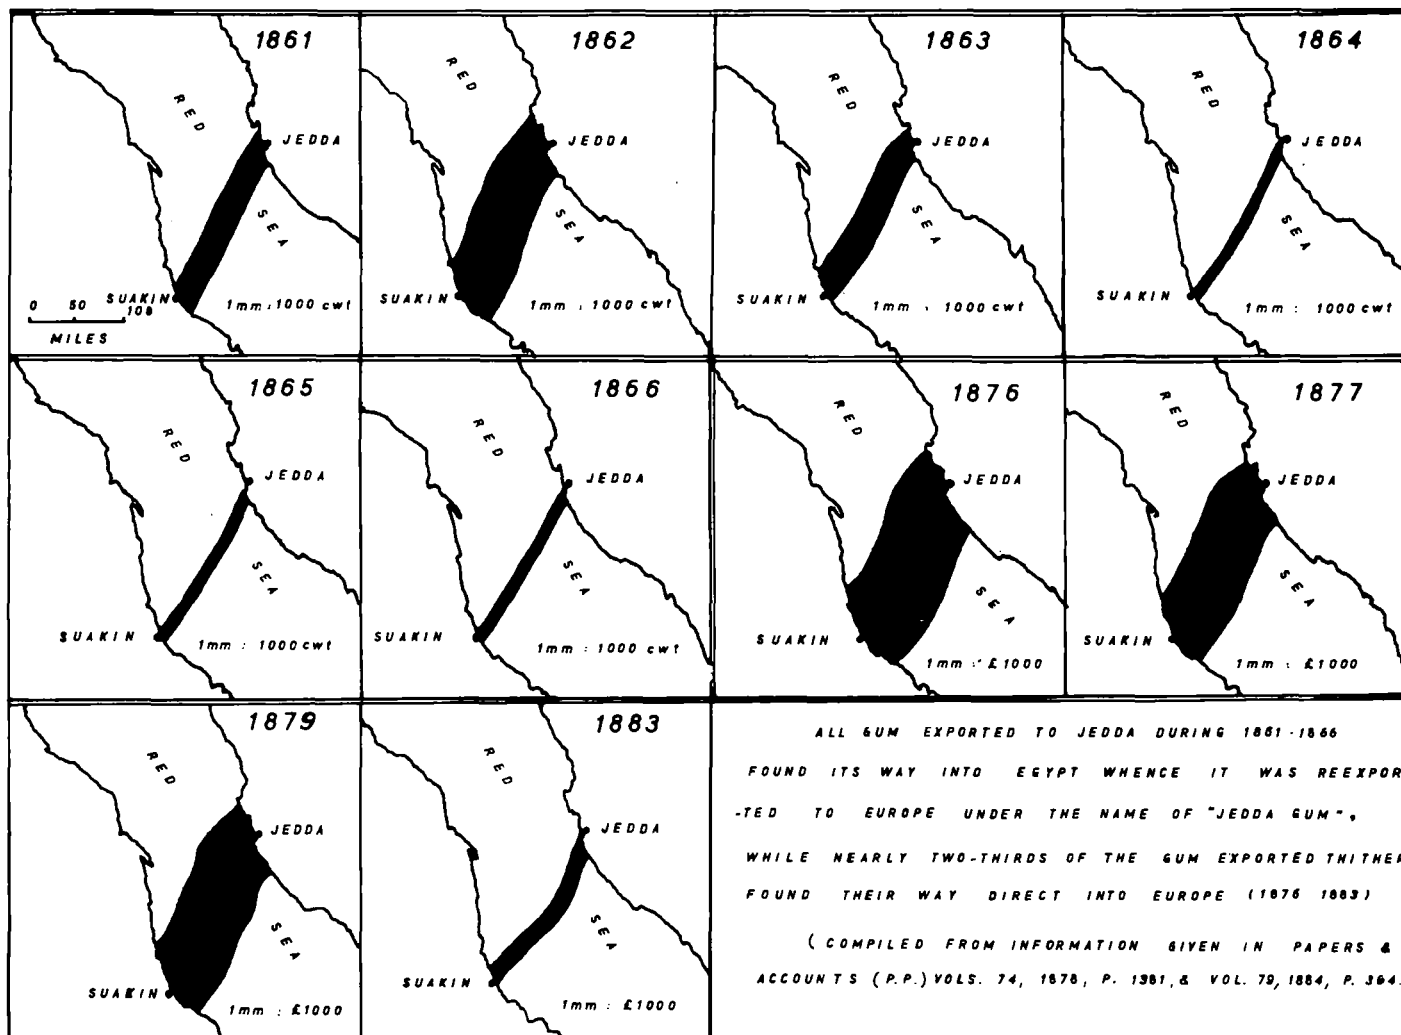 1861
RED
SEA
JEDDA
SUAKIN
0 50 100
MILES
1mm : 1000 cwt
1862
RED
SEA
JEDDA
SUAKIN
1mm : 1000 cwt
1863
RED
SEA
JEDDA
SUAKIN
1mm : 1000 cwt
1864
RED
SEA
JEDDA
SUAKIN
1mm : 1000 cwt
1865
RED
SEA
JEDDA
SUAKIN
1mm : 1000 cwt
1866
RED
SEA
JEDDA
SUAKIN
1mm : 1000 cwt
1876
RED
SEA
JEDDA
SUAKIN
1mm : £1000
1877
RED
SEA
JEDDA
SUAKIN
1mm : £1000
1879
RED
SEA
JEDDA
SUAKIN
1mm : £1000
1883
RED
SEA
JEDDA
SUAKIN
1mm : £1000
ALL GUM EXPORTED TO JEDDA DURING 1861-1866
FOUND ITS WAY INTO EGYPT WHENCE IT WAS REEXPOR
-TED TO EUROPE UNDER THE NAME OF "JEDDA GUM",
WHILE NEARLY TWO-THIRDS OF THE GUM EXPORTED THITHER
FOUND THEIR WAY DIRECT INTO EUROPE (1876 1883)
(COMPILED FROM INFORMATION GIVEN IN PAPERS &
ACCOUNTS (P.P.) VOLS. 74, 1878, P. 1381, & VOL. 79, 1884, P. 364.